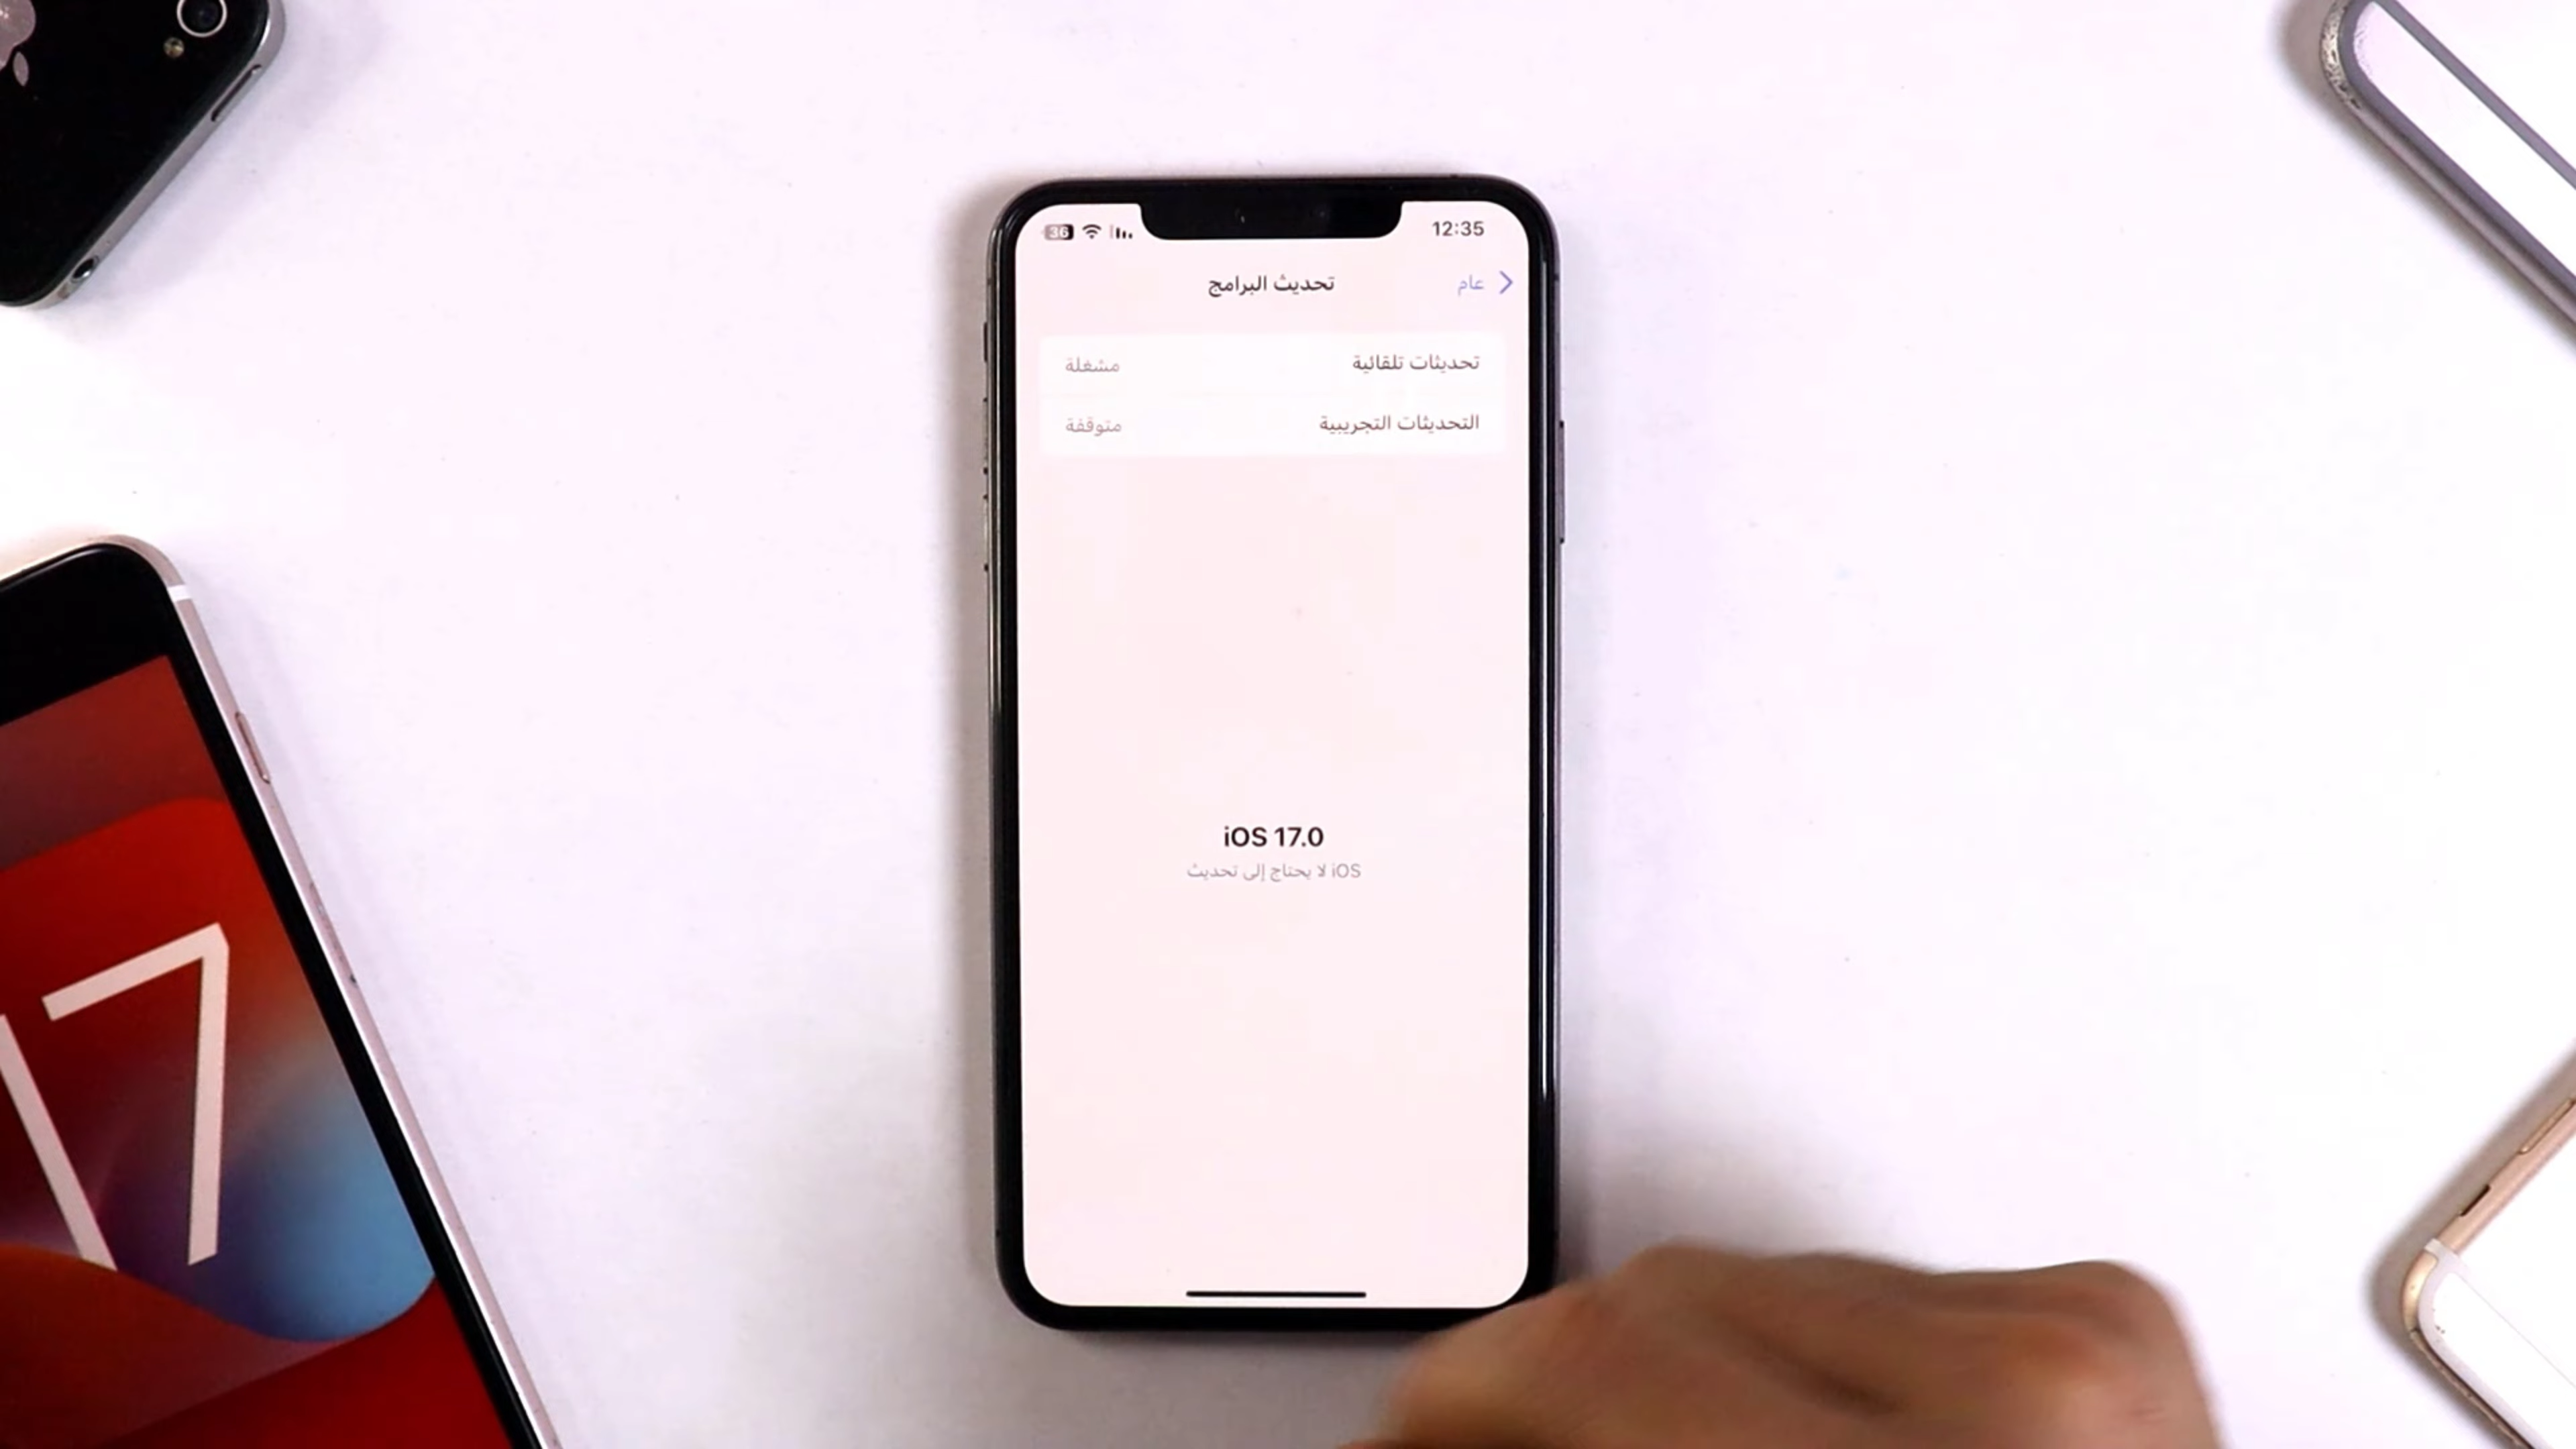 12:35
36
عام
تحديث البرامج
تحديثات تلقائية
مشغلة
التحديثات التجريبية
متوقفة
iOS 17.0
iOS لا يحتاج إلى تحديث
17